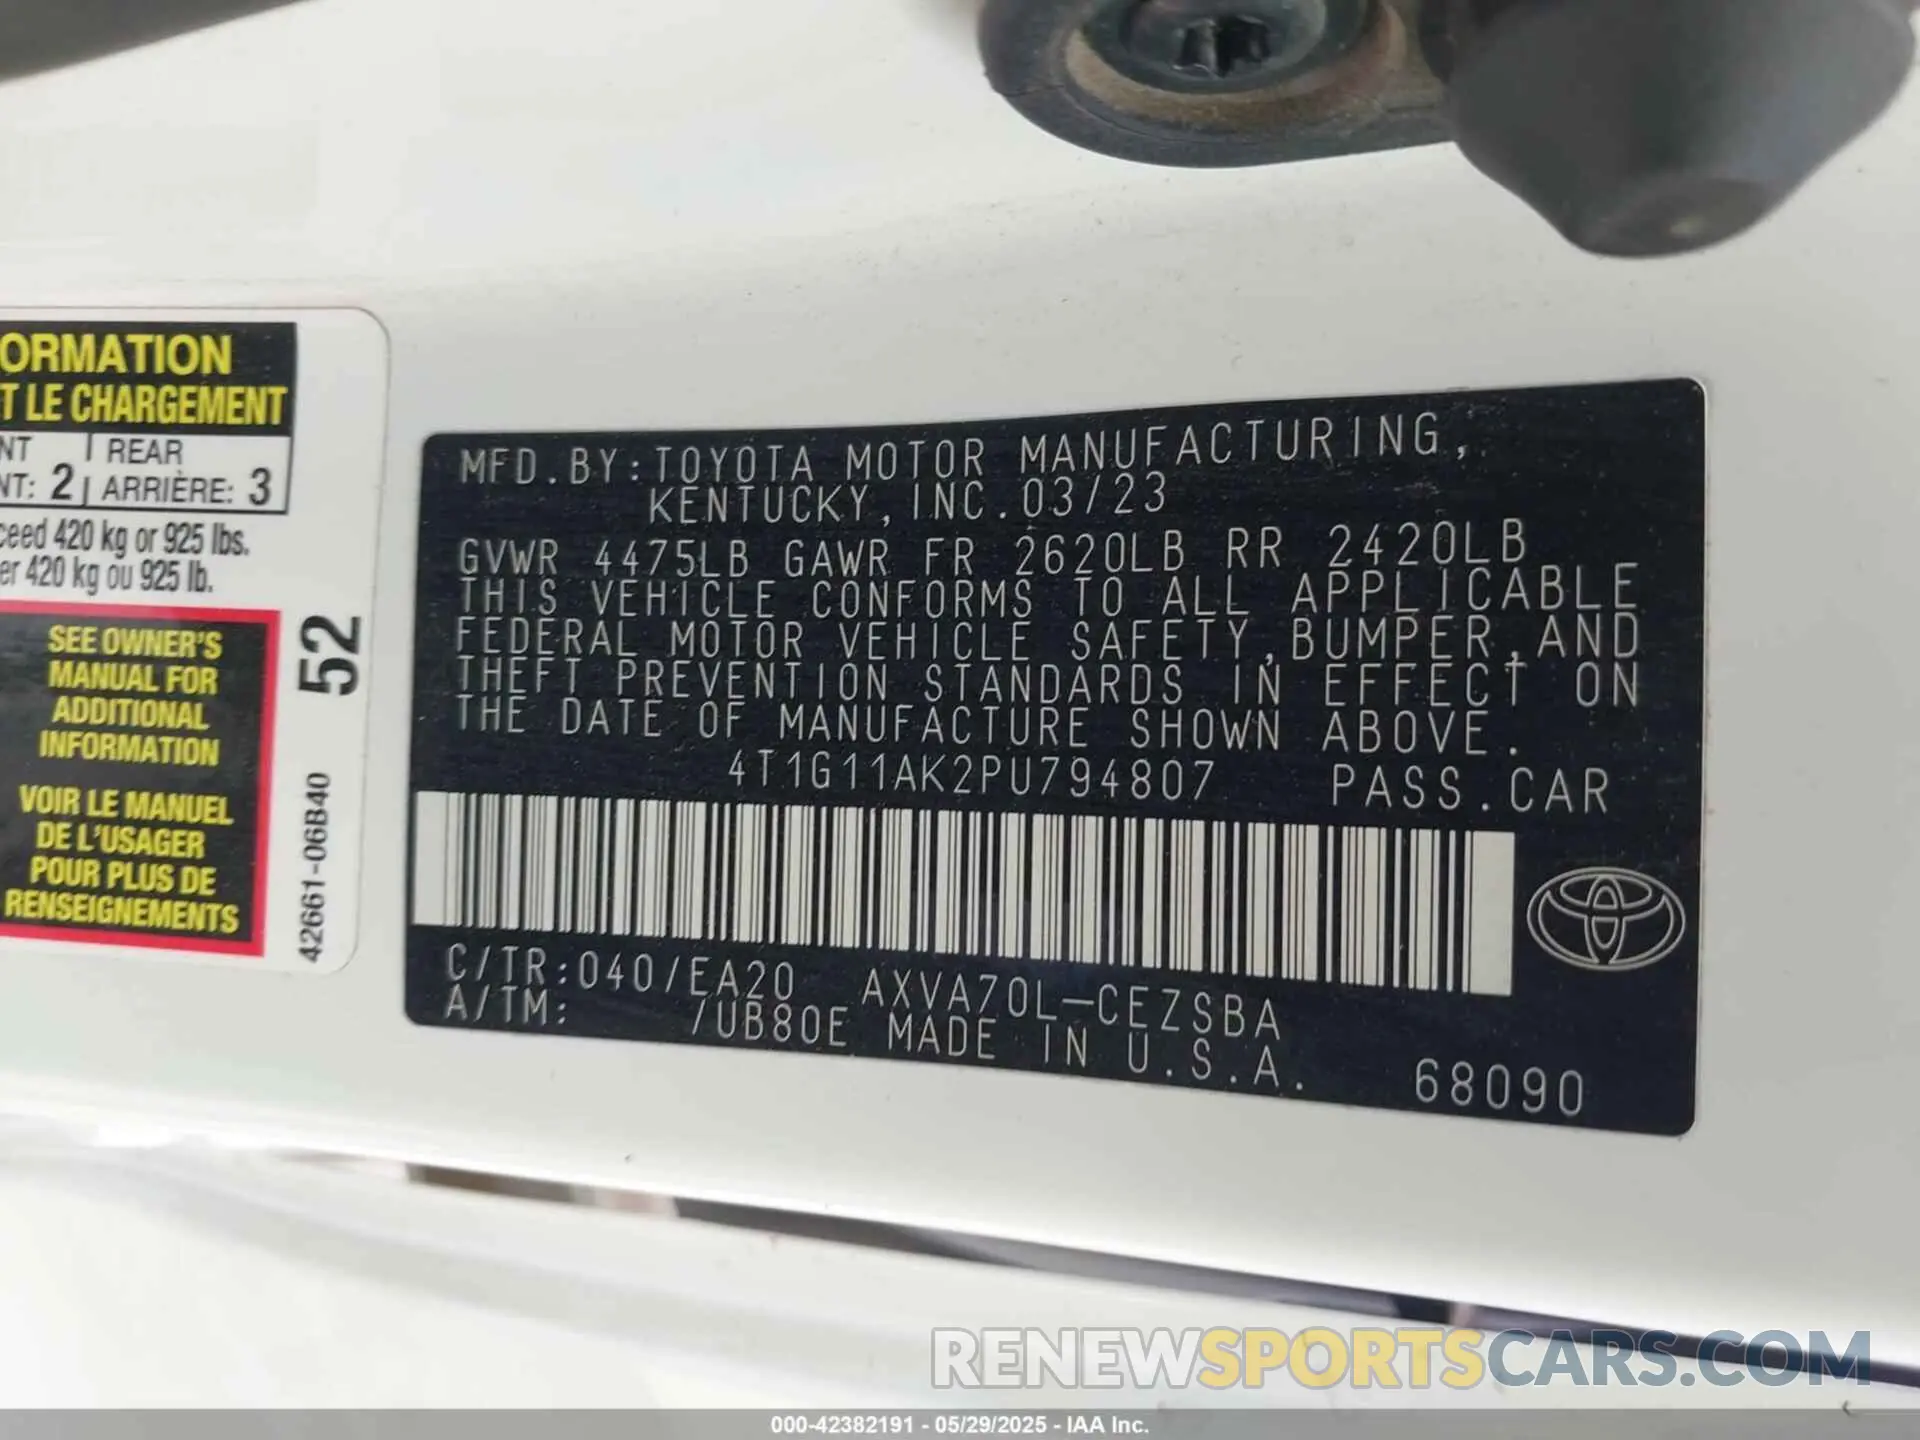 ORMATION
T LE CHARGEMENT
NT REAR
NT: 2 ARRIÈRE: 3
ceed 420 kg or 925 lbs.
er 420 kg ou 925 lb.
SEE OWNER'S
MANUAL FOR
ADDITIONAL
INFORMATION
VOIR LE MANUEL
DE L'USAGER
POUR PLUS DE
RENSEIGNEMENTS
52
42661-06B40
MFD.BY:TOYOTA MOTOR MANUFACTURING,
KENTUCKY,INC.03/23
GVWR 4475LB GAWR FR 2620LB RR 2420LB
THIS VEHICLE CONFORMS TO ALL APPLICABLE
FEDERAL MOTOR VEHICLE SAFETY,BUMPER,AND
THEFT PREVENTION STANDARDS IN EFFECT ON
THE DATE OF MANUFACTURE SHOWN ABOVE.
4T1G11AK2PU794807 PASS.CAR
C/TR:040/EA20 AXVA70L-CEZSBA
A/TM: /UB80E MADE IN U.S.A.
68090
RENEWSPORTSCARS.COM
000-42382191 - 05/29/2025 - IAA Inc.